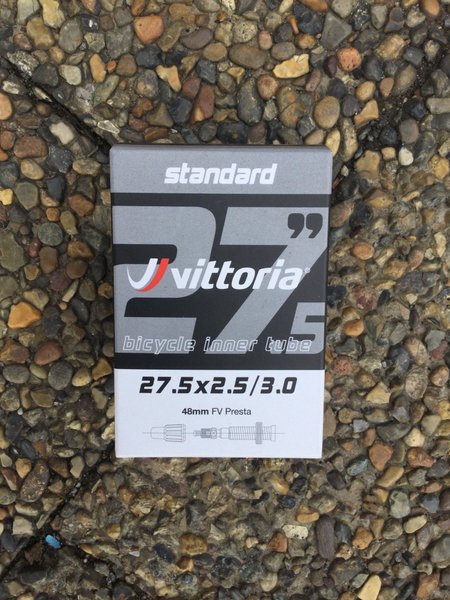 standard
27.5”
vittoria®
bicycle inner tube
27.5x2.5/3.0
48mm FV Presta